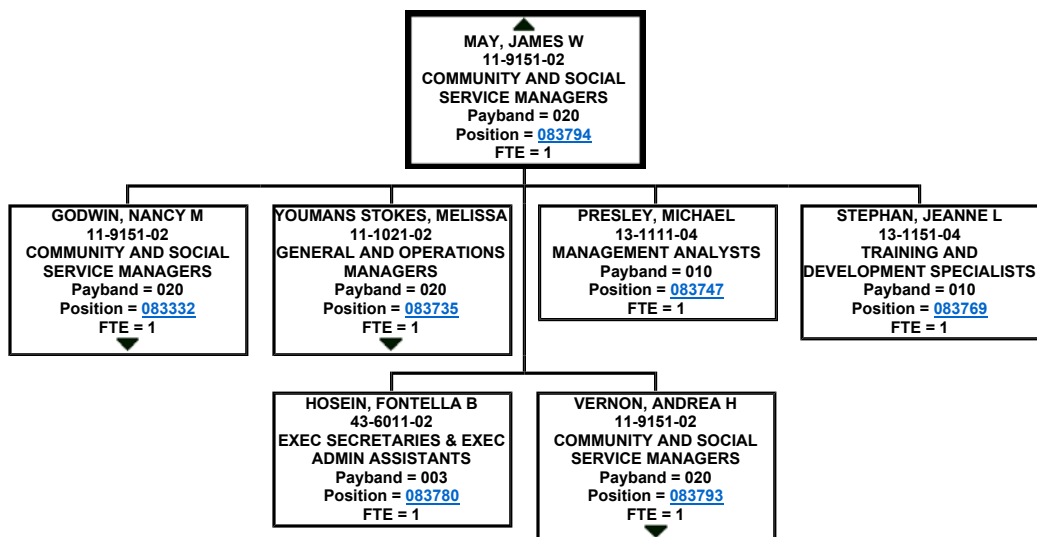 MAY, JAMES W
11-9151-02
COMMUNITY AND SOCIAL
SERVICE MANAGERS
Payband = 020
Position = 083794
FTE = 1
GODWIN, NANCY M
11-9151-02
COMMUNITY AND SOCIAL
SERVICE MANAGERS
Payband = 020
Position = 083332
FTE = 1
YOUMANS STOKES, MELISSA
11-1021-02
GENERAL AND OPERATIONS
MANAGERS
Payband = 020
Position = 083735
FTE = 1
PRESLEY, MICHAEL
13-1111-04
MANAGEMENT ANALYSTS
Payband = 010
Position = 083747
FTE = 1
STEPHAN, JEANNE L
13-1151-04
TRAINING AND
DEVELOPMENT SPECIALISTS
Payband = 010
Position = 083769
FTE = 1
HOSEIN, FONTELLA B
43-6011-02
EXEC SECRETARIES & EXEC
ADMIN ASSISTANTS
Payband = 003
Position = 083780
FTE = 1
VERNON, ANDREA H
11-9151-02
COMMUNITY AND SOCIAL
SERVICE MANAGERS
Payband = 020
Position = 083793
FTE = 1